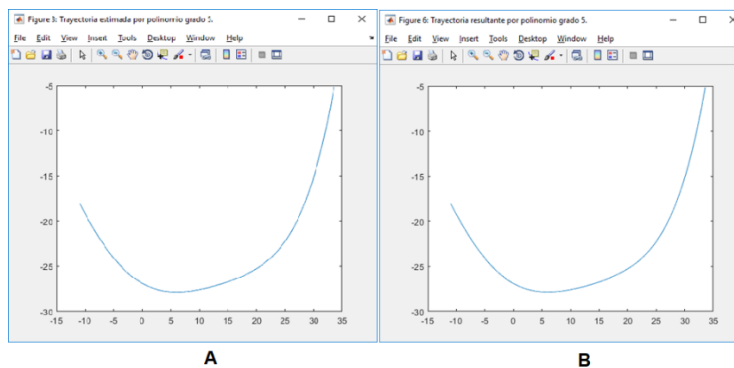 Figure 3: Trayectoria estimada por polinomio grado 5.
File Edit View Insert Tools Desktop Window Help
-5
-10
-15
-20
-25
-30
-15 -10 -5 0 5 10 15 20 25 30 35
A
Figure 6: Trayectoria resultante por polinomio grado 5.
File Edit View Insert Tools Desktop Window Help
-5
-10
-15
-20
-25
-30
-15 -10 -5 0 5 10 15 20 25 30 35
B